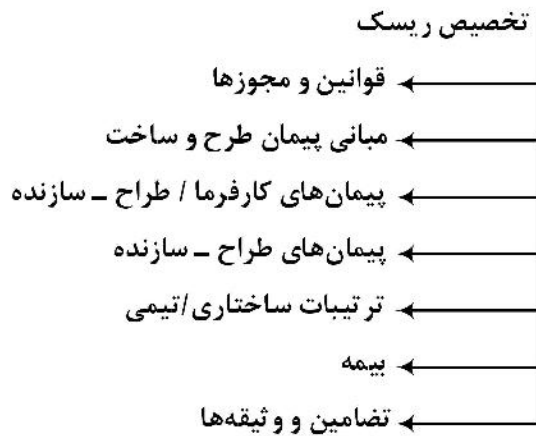 تخصیص ریسک
قوانین و مجوزها
مبانی پیمان طرح و ساخت
پیمان‌های کارفرما / طراح ـ سازنده
پیمان‌های طراح ـ سازنده
ترتیبات ساختاری/تیمی
بیمه
تضامین و وثیقه‌ها